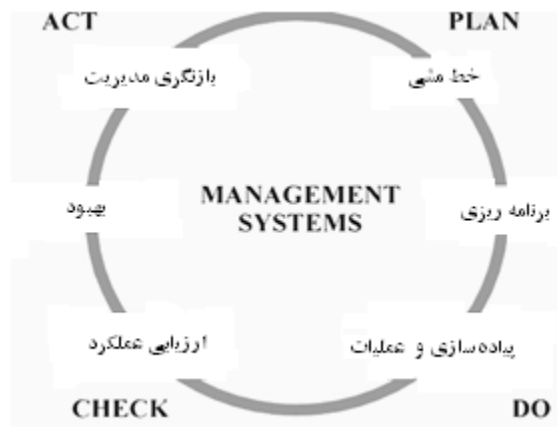 ACT
PLAN
بازنگری مدیریت
خط مشی
MANAGEMENT
SYSTEMS
بهبود
برنامه ریزی
ارزیابی عملکرد
پیاده‌سازی و عملیات
CHECK
DO